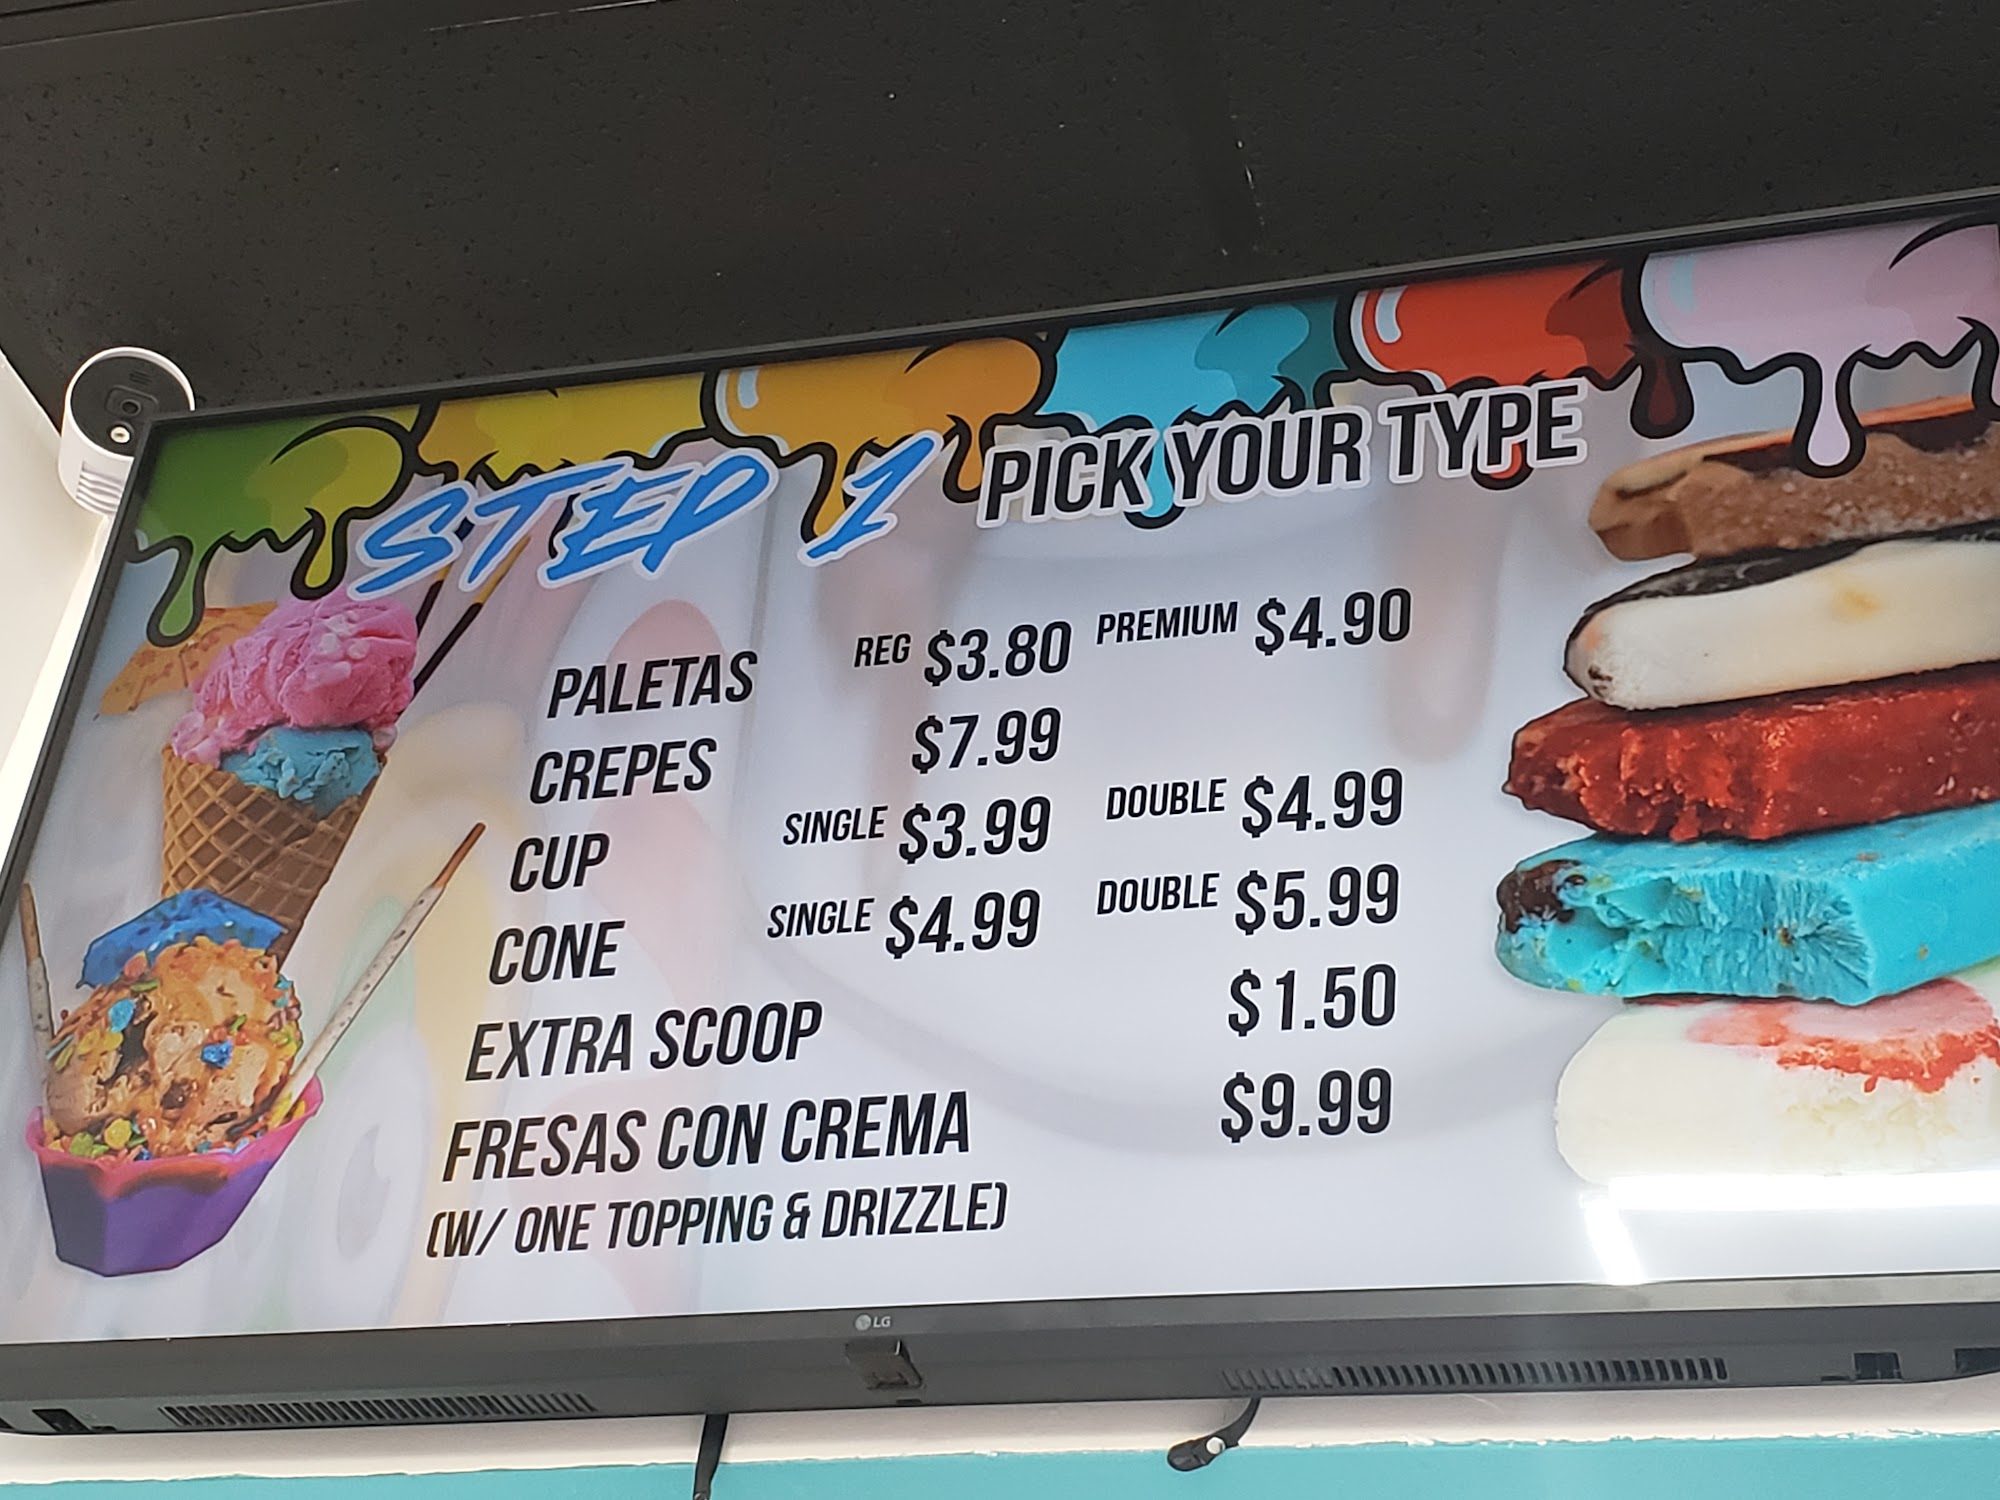 STEP 1 PICK YOUR TYPE
PALETAS REG $3.80 PREMIUM $4.90
CREPES $7.99
CUP SINGLE $3.99 DOUBLE $4.99
CONE SINGLE $4.99 DOUBLE $5.99
EXTRA SCOOP $1.50
FRESAS CON CREMA $9.99
(W/ ONE TOPPING & DRIZZLE)
LG